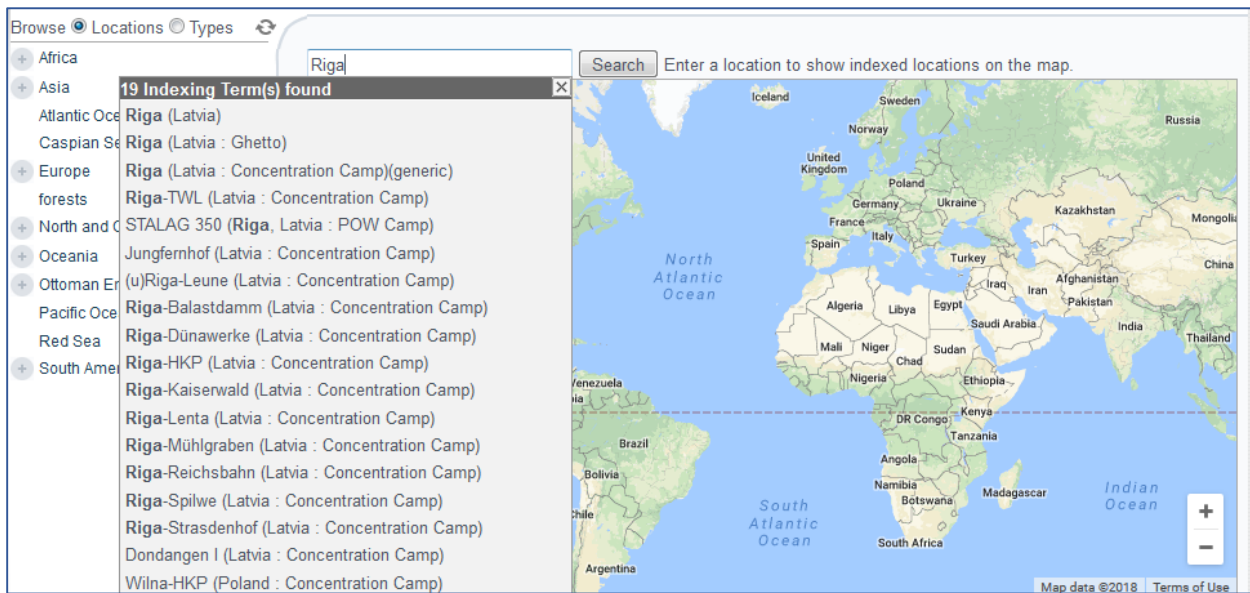 Browse Locations Types
Africa
Asia
Atlantic Oce
Caspian Se
Europe
forests
North and C
Oceania
Ottoman Er
Pacific Oce
Red Sea
South Amer
Riga
Search
Enter a location to show indexed locations on the map.
19 Indexing Term(s) found
Riga (Latvia)
Riga (Latvia : Ghetto)
Riga (Latvia : Concentration Camp)(generic)
Riga-TWL (Latvia : Concentration Camp)
STALAG 350 (Riga, Latvia : POW Camp)
Jungfernhof (Latvia : Concentration Camp)
(u)Riga-Leune (Latvia : Concentration Camp)
Riga-Balastdamm (Latvia : Concentration Camp)
Riga-Dünawerke (Latvia : Concentration Camp)
Riga-HKP (Latvia : Concentration Camp)
Riga-Kaiserwald (Latvia : Concentration Camp)
Riga-Lenta (Latvia : Concentration Camp)
Riga-Mühlgraben (Latvia : Concentration Camp)
Riga-Reichsbahn (Latvia : Concentration Camp)
Riga-Spilwe (Latvia : Concentration Camp)
Riga-Strasdenhof (Latvia : Concentration Camp)
Dondangen I (Latvia : Concentration Camp)
Wilna-HKP (Poland : Concentration Camp)
Iceland
Sweden
Russia
Norway
United
Kingdom
Poland
Germany
Ukraine
Kazakhstan
France
Mongolia
Italy
Spain
Turkey
China
North
Atlantic
Ocean
Iraq
Iran
Afghanistan
Pakistan
Algeria
Libya
Egypt
Saudi Arabia
India
Thailand
Mali
Niger
Chad
Sudan
Nigeria
Ethiopia
Venezuela
bia
DR Congo
Kenya
Tanzania
Brazil
Angola
Bolivia
Namibia
Botswana
Madagascar
Indian
Ocean
Chile
South
Atlantic
Ocean
South Africa
Argentina
+
−
Map data ©2018
Terms of Use